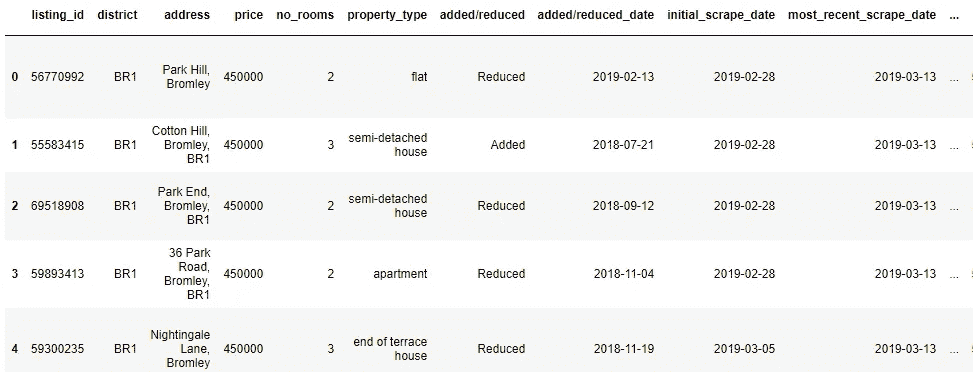 listing_id district address price no_rooms property_type added/reduced added/reduced_date initial_scrape_date most_recent_scrape_date ...
0 56770992 BR1 Park Hill, Bromley 450000 2 flat Reduced 2019-02-13 2019-02-28 2019-03-13 ...
1 55583415 BR1 Cotton Hill, Bromley, BR1 450000 3 semi-detached house Added 2018-07-21 2019-02-28 2019-03-13 ...
2 69518908 BR1 Park End, Bromley, BR1 450000 2 semi-detached house Reduced 2018-09-12 2019-02-28 2019-03-13 ...
3 59893413 BR1 36 Park Road, Bromley, BR1 450000 2 apartment Reduced 2018-11-04 2019-02-28 2019-03-13 ...
4 59300235 BR1 Nightingale Lane, Bromley 450000 3 end of terrace house Reduced 2018-11-19 2019-03-05 2019-03-13 ...